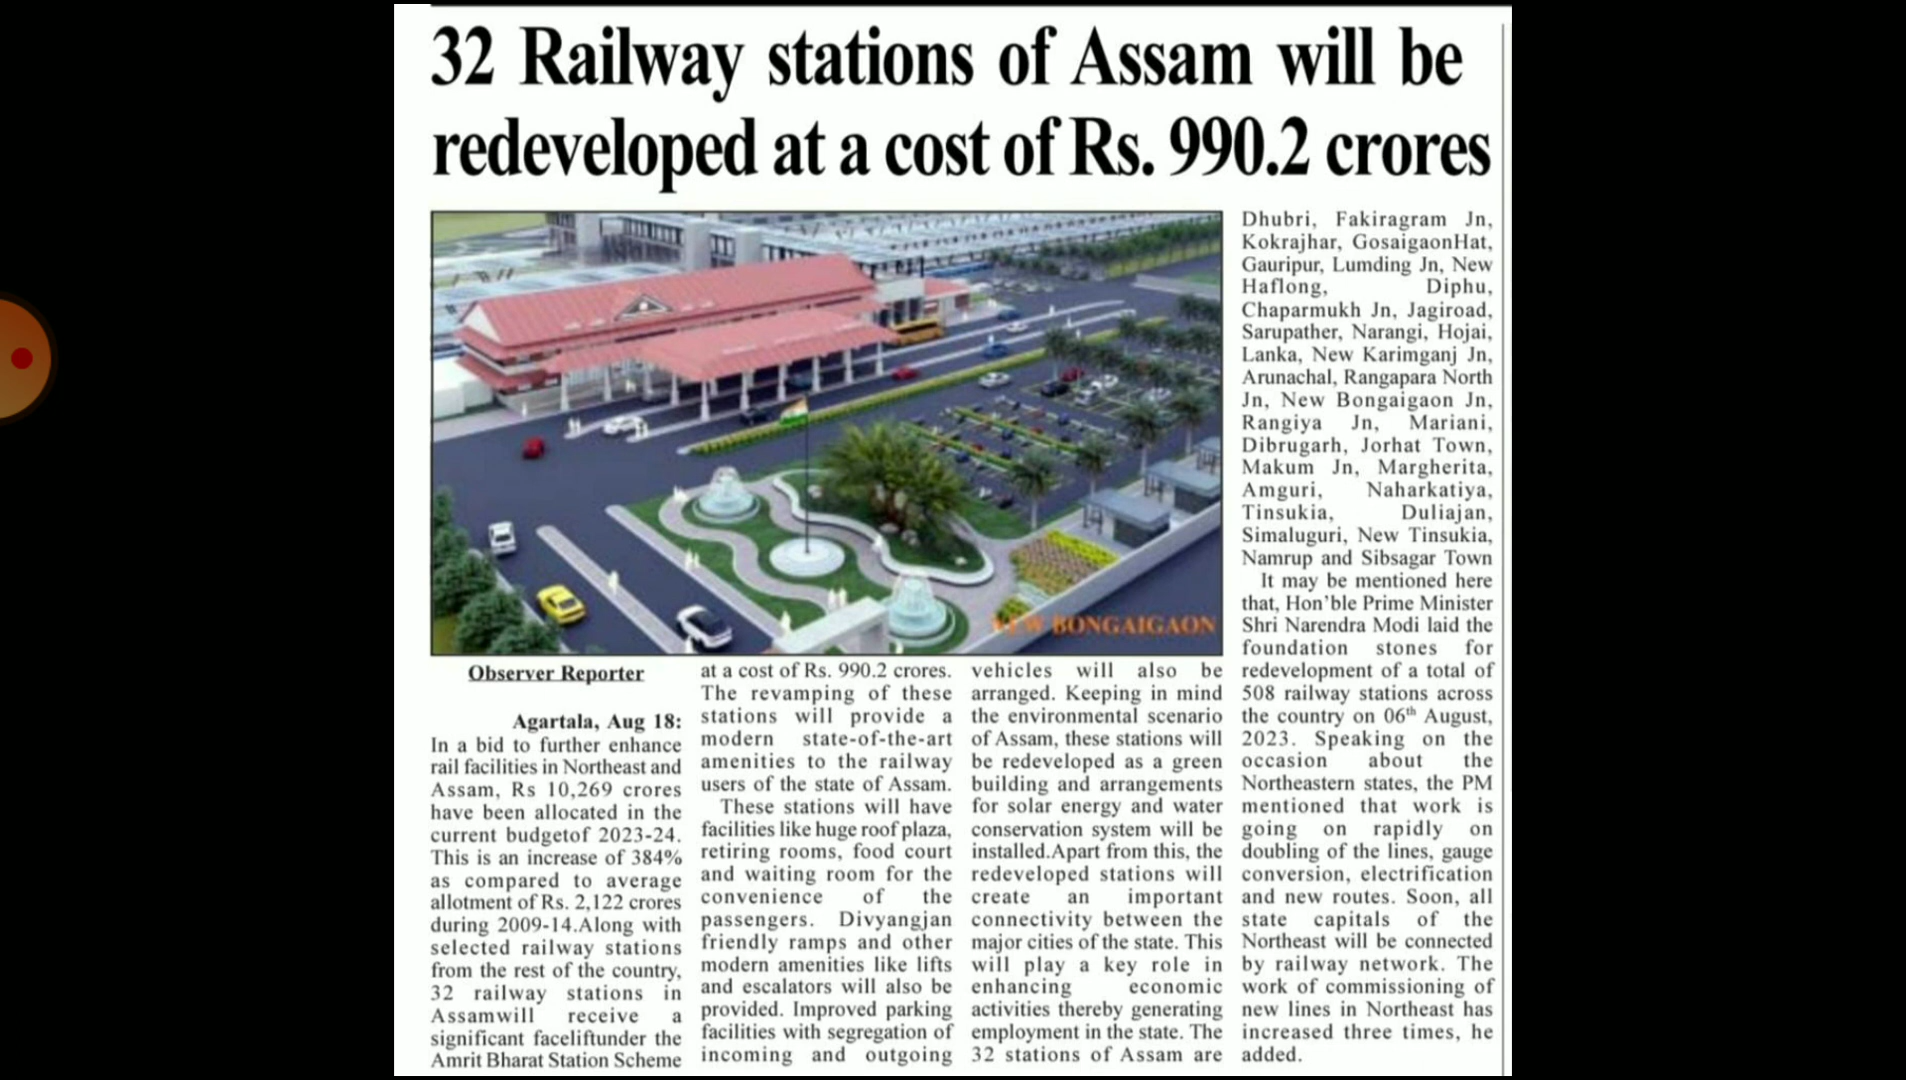 32 Railway stations of Assam will be
redeveloped at a cost of Rs. 990.2 crores
NEW BONGAIGAON
Observer Reporter
Agartala, Aug 18:
In a bid to further enhance
rail facilities in Northeast and
Assam, Rs 10,269 crores
have been allocated in the
current budgetof 2023-24.
This is an increase of 384%
as compared to average
allotment of Rs. 2,122 crores
during 2009-14.Along with
selected railway stations
from the rest of the country,
32 railway stations in
Assamwill receive a
significant faceliftunder the
Amrit Bharat Station Scheme
at a cost of Rs. 990.2 crores.
The revamping of these
stations will provide a
modern state-of-the-art
amenities to the railway
users of the state of Assam.
These stations will have
facilities like huge roof plaza,
retiring rooms, food court
and waiting room for the
convenience of the
passengers. Divyangjan
friendly ramps and other
modern amenities like lifts
and escalators will also be
provided. Improved parking
facilities with segregation of
incoming and outgoing
vehicles will also be
arranged. Keeping in mind
the environmental scenario
of Assam, these stations will
be redeveloped as a green
building and arrangements
for solar energy and water
conservation system will be
installed.Apart from this, the
redeveloped stations will
create an important
connectivity between the
major cities of the state. This
will play a key role in
enhancing economic
activities thereby generating
employment in the state. The
32 stations of Assam are
Dhubri, Fakiragram Jn,
Kokrajhar, GosaigaonHat,
Gauripur, Lumding Jn, New
Haflong, Diphu,
Chaparmukh Jn, Jagiroad,
Sarupather, Narangi, Hojai,
Lanka, New Karimganj Jn,
Arunachal, Rangapara North
Jn, New Bongaigaon Jn,
Rangiya Jn, Mariani,
Dibrugarh, Jorhat Town,
Makum Jn, Margherita,
Amguri, Naharkatiya,
Tinsukia, Duliajan,
Simaluguri, New Tinsukia,
Namrup and Sibsagar Town
It may be mentioned here
that, Hon'ble Prime Minister
Shri Narendra Modi laid the
foundation stones for
redevelopment of a total of
508 railway stations across
the country on 06th August,
2023. Speaking on the
occasion about the
Northeastern states, the PM
mentioned that work is
going on rapidly on
doubling of the lines, gauge
conversion, electrification
and new routes. Soon, all
state capitals of the
Northeast will be connected
by railway network. The
work of commissioning of
new lines in Northeast has
increased three times, he
added.